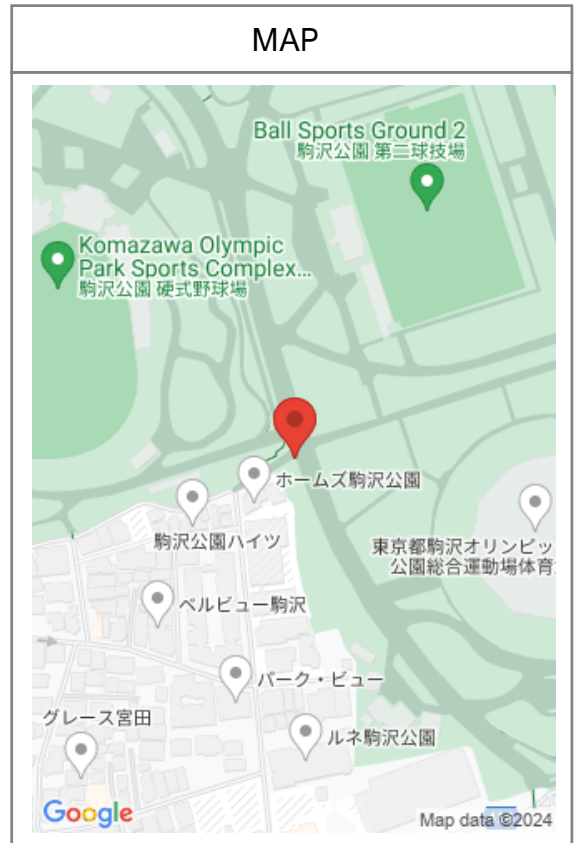 MAP
Ball Sports Ground 2
駒沢公園 第二球技場
Komazawa Olympic
Park Sports Complex...
駒沢公園 硬式野球場
ホームズ駒沢公園
駒沢公園ハイツ
東京都駒沢オリンピッ
公園総合運動場体育
ベルビュー駒沢
パーク・ビュー
グレース宮田
ルネ駒沢公園
Google
Map data ©2024